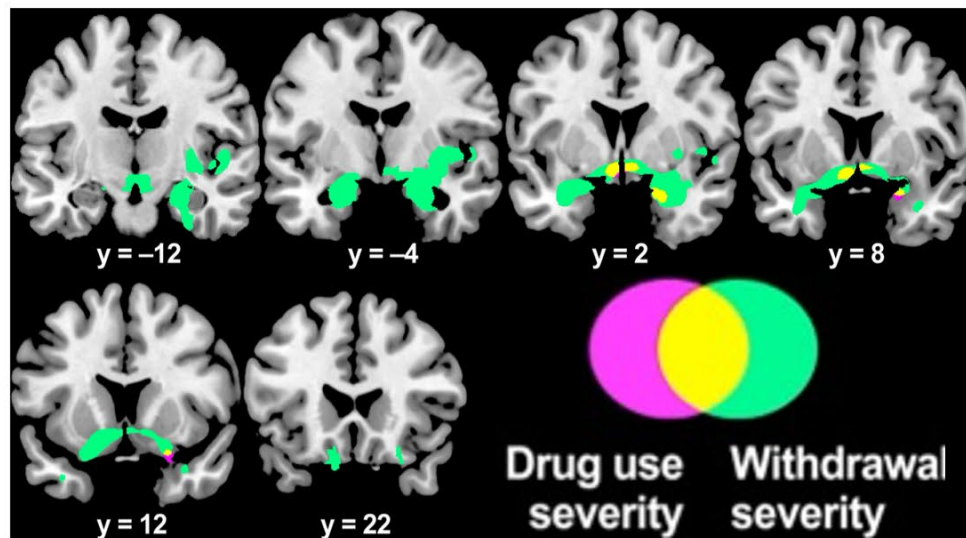 y = –12
y = –4
y = 2
y = 8
y = 12
y = 22
Drug use
severity
Withdrawal
severity